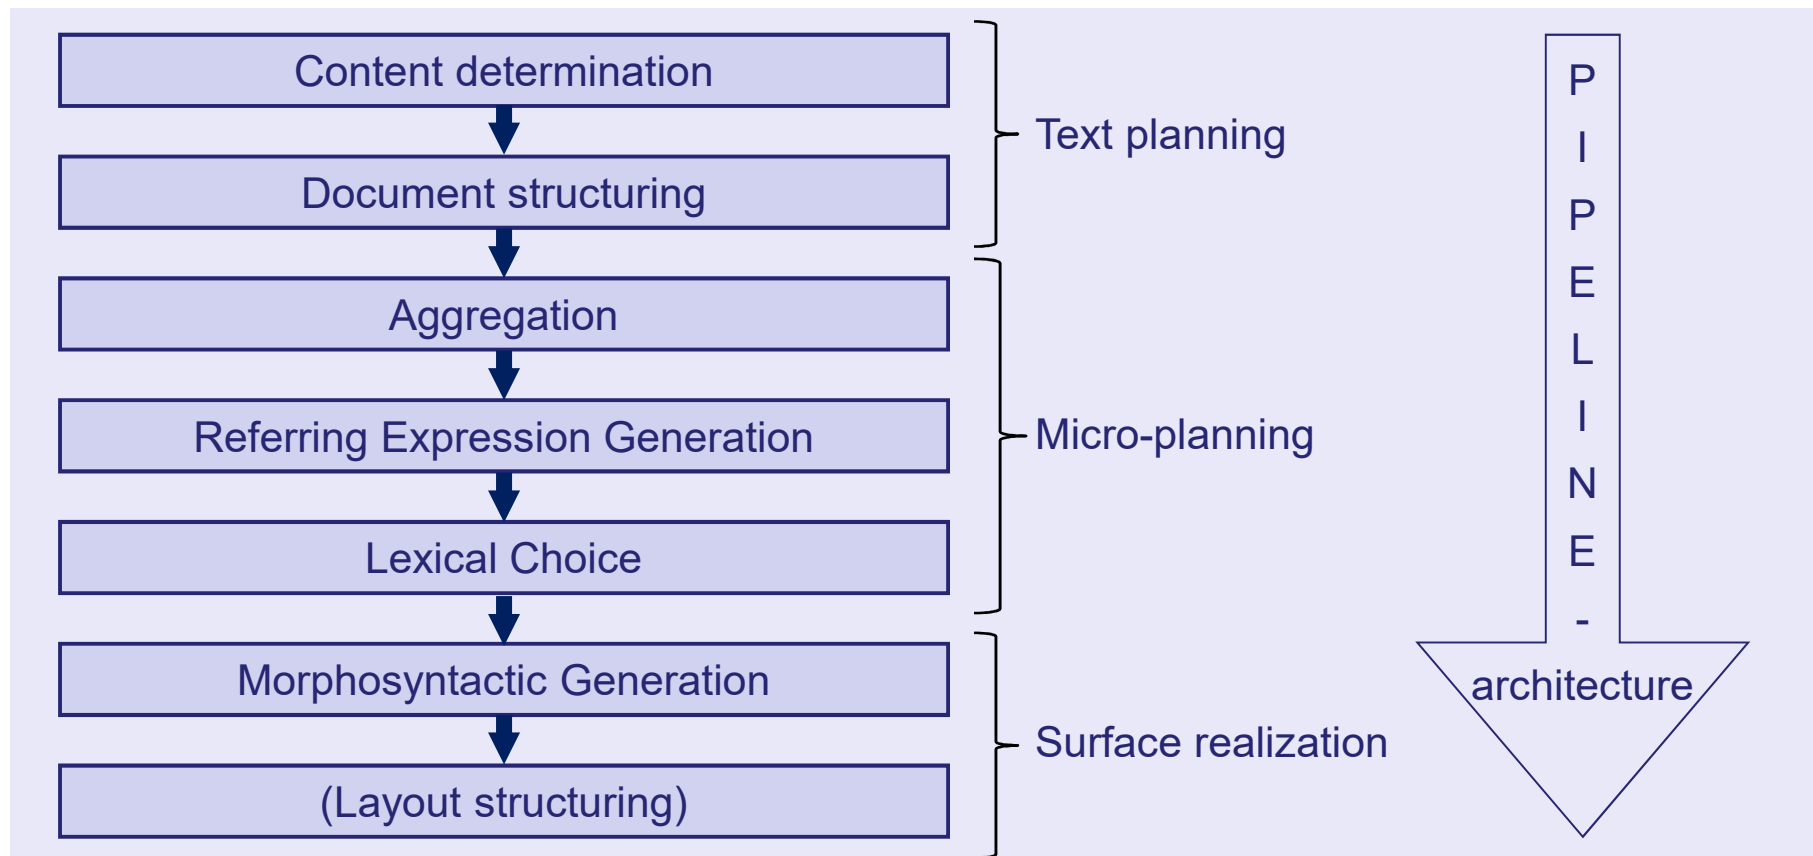 Content determination
Document structuring
Aggregation
Referring Expression Generation
Lexical Choice
Morphosyntactic Generation
(Layout structuring)
Text planning
Micro-planning
Surface realization
P
I
P
E
L
I
N
E
-
architecture